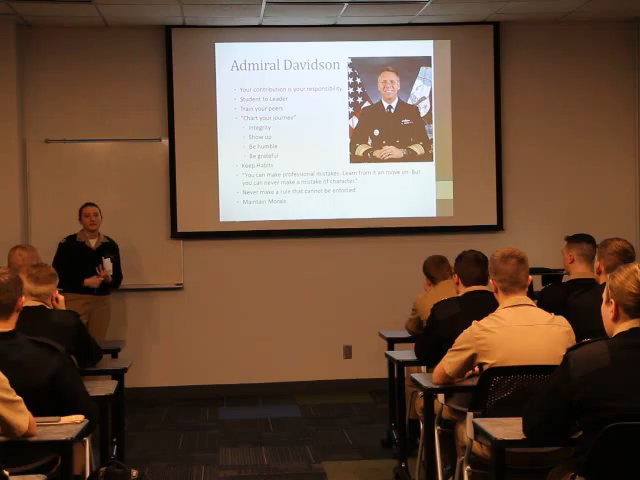 Admiral Davidson
Your contribution is your responsibility.
Student to Leader
Train your peers
"Chart your journey"
Integrity
Show up
Be humble
Be grateful
Keep Habits
"You can make professional mistakes. Learn from it an move on. But
you can never make a mistake of character."
Never make a rule that cannot be enforced
Maintain Morale